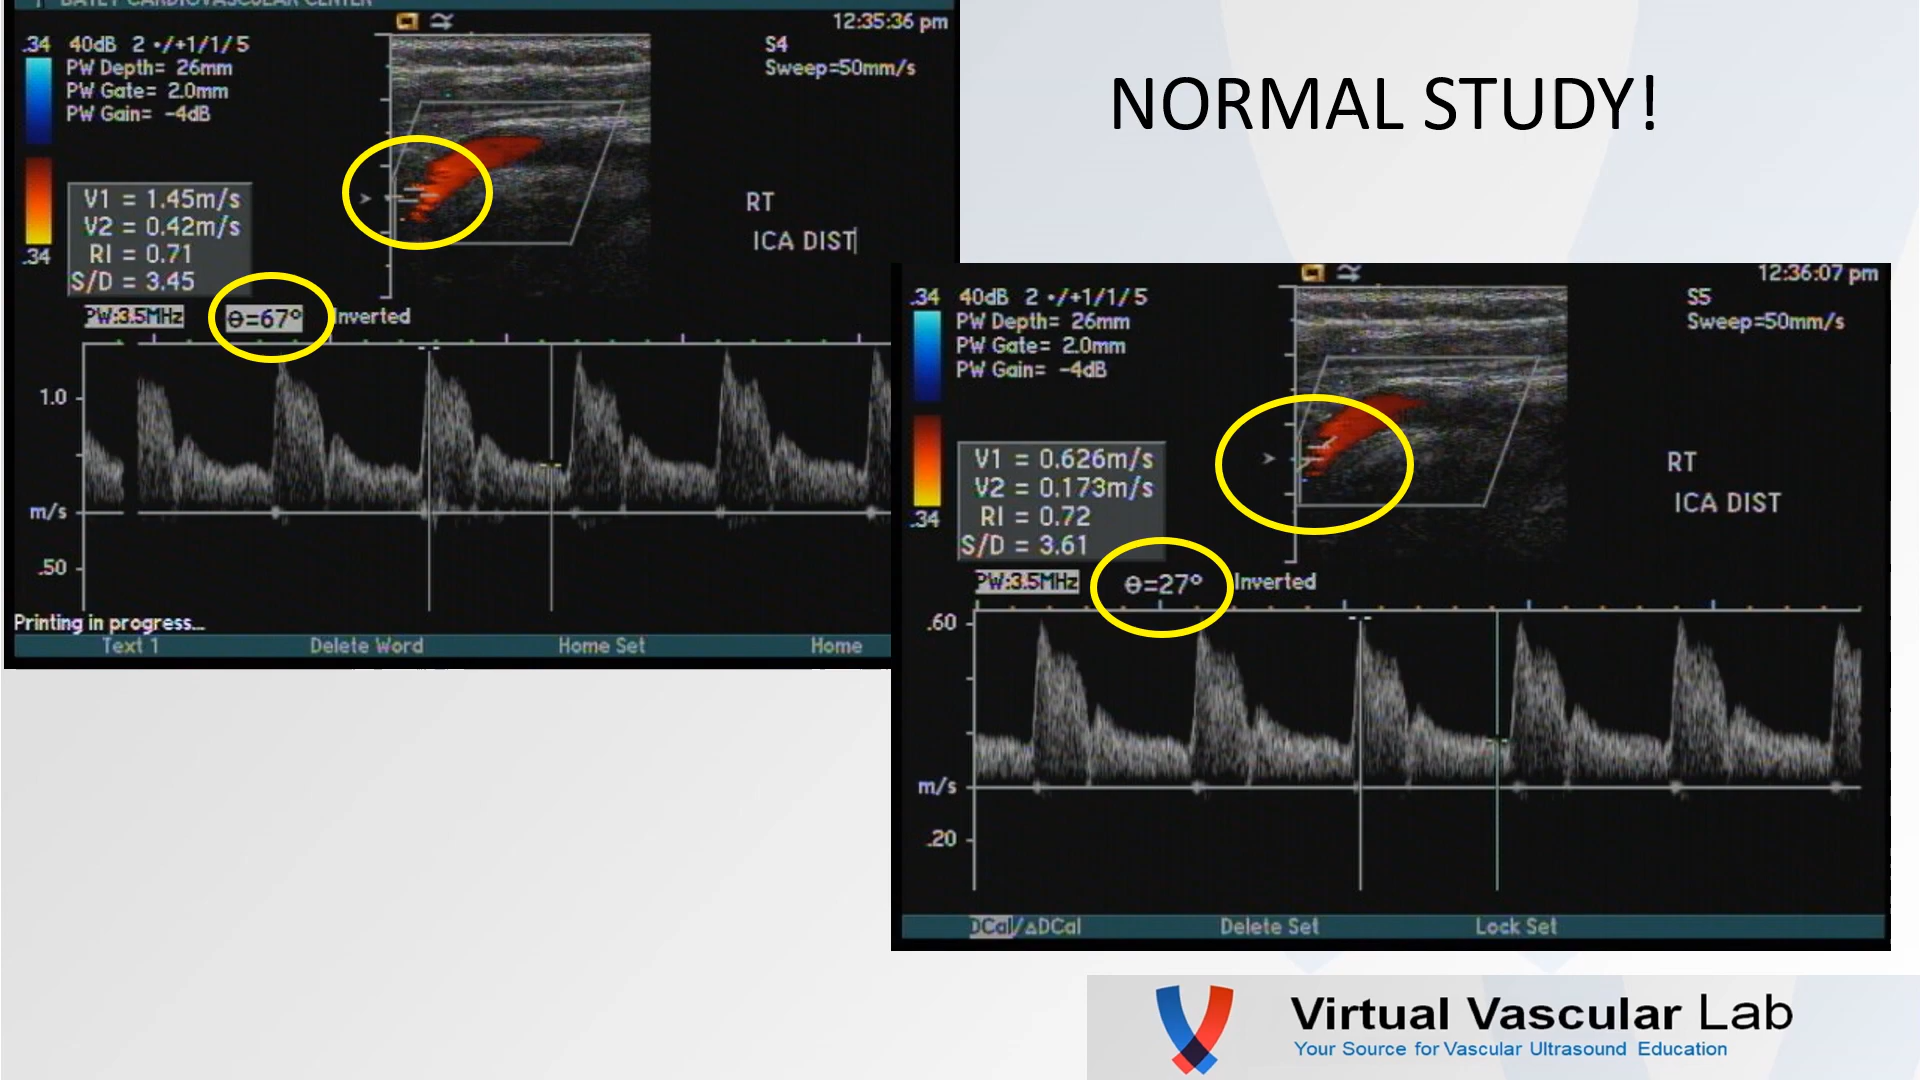 BATEY CARDIOVASCULAR CENTER
12:35:36 pm
.34 40dB 2 •/+1/1/5
PW Depth= 26mm
PW Gate= 2.0mm
PW Gain= -4dB
S4
Sweep=50mm/s
.34
V1 = 1.45m/s
V2 = 0.42m/s
RI = 0.71
S/D = 3.45
RT
ICA DIST
PW:3.5MHz θ=67° Inverted
1.0
m/s
.50
Printing in progress...
Text 1 Delete Word Home Set Home
NORMAL STUDY!
12:36:07 pm
.34 40dB 2 •/+1/1/5
PW Depth= 26mm
PW Gate= 2.0mm
PW Gain= -4dB
S5
Sweep=50mm/s
.34
V1 = 0.626m/s
V2 = 0.173m/s
RI = 0.72
S/D = 3.61
RT
ICA DIST
PW:3.5MHz θ=27° Inverted
.60
m/s
.20
DCal/△DCal Delete Set Lock Set
Virtual Vascular Lab
Your Source for Vascular Ultrasound Education